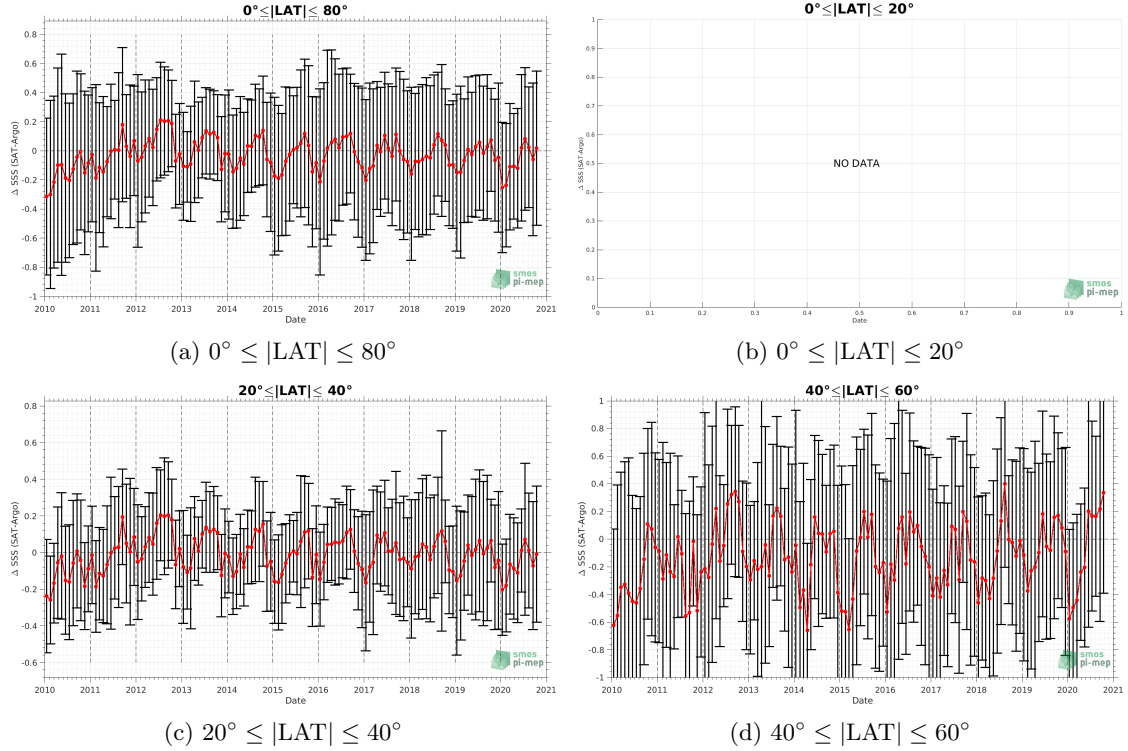 0°≤|LAT|≤ 80°
Δ SSS (SAT-Argo)
0.8
0.6
0.4
0.2
0
-0.2
-0.4
-0.6
-0.8
-1
2010 2011 2012 2013 2014 2015 2016 2017 2018 2019 2020 2021
Date
smos
pi-mep
(a) 0° ≤ |LAT| ≤ 80°
0°≤|LAT|≤ 20°
Δ SSS (SAT-Argo)
1
0.9
0.8
0.7
0.6
0.5
0.4
0.3
0.2
0.1
0
NO DATA
0 0.1 0.2 0.3 0.4 0.5 0.6 0.7 0.8 0.9 1
Date
smos
pi-mep
(b) 0° ≤ |LAT| ≤ 20°
20°≤|LAT|≤ 40°
Δ SSS (SAT-Argo)
0.8
0.6
0.4
0.2
0
-0.2
-0.4
-0.6
2010 2011 2012 2013 2014 2015 2016 2017 2018 2019 2020 2021
Date
smos
pi-mep
(c) 20° ≤ |LAT| ≤ 40°
40°≤|LAT|≤ 60°
Δ SSS (SAT-Argo)
1
0.8
0.6
0.4
0.2
0
-0.2
-0.4
-0.6
-0.8
-1
2010 2011 2012 2013 2014 2015 2016 2017 2018 2019 2020 2021
Date
smos
pi-mep
(d) 40° ≤ |LAT| ≤ 60°